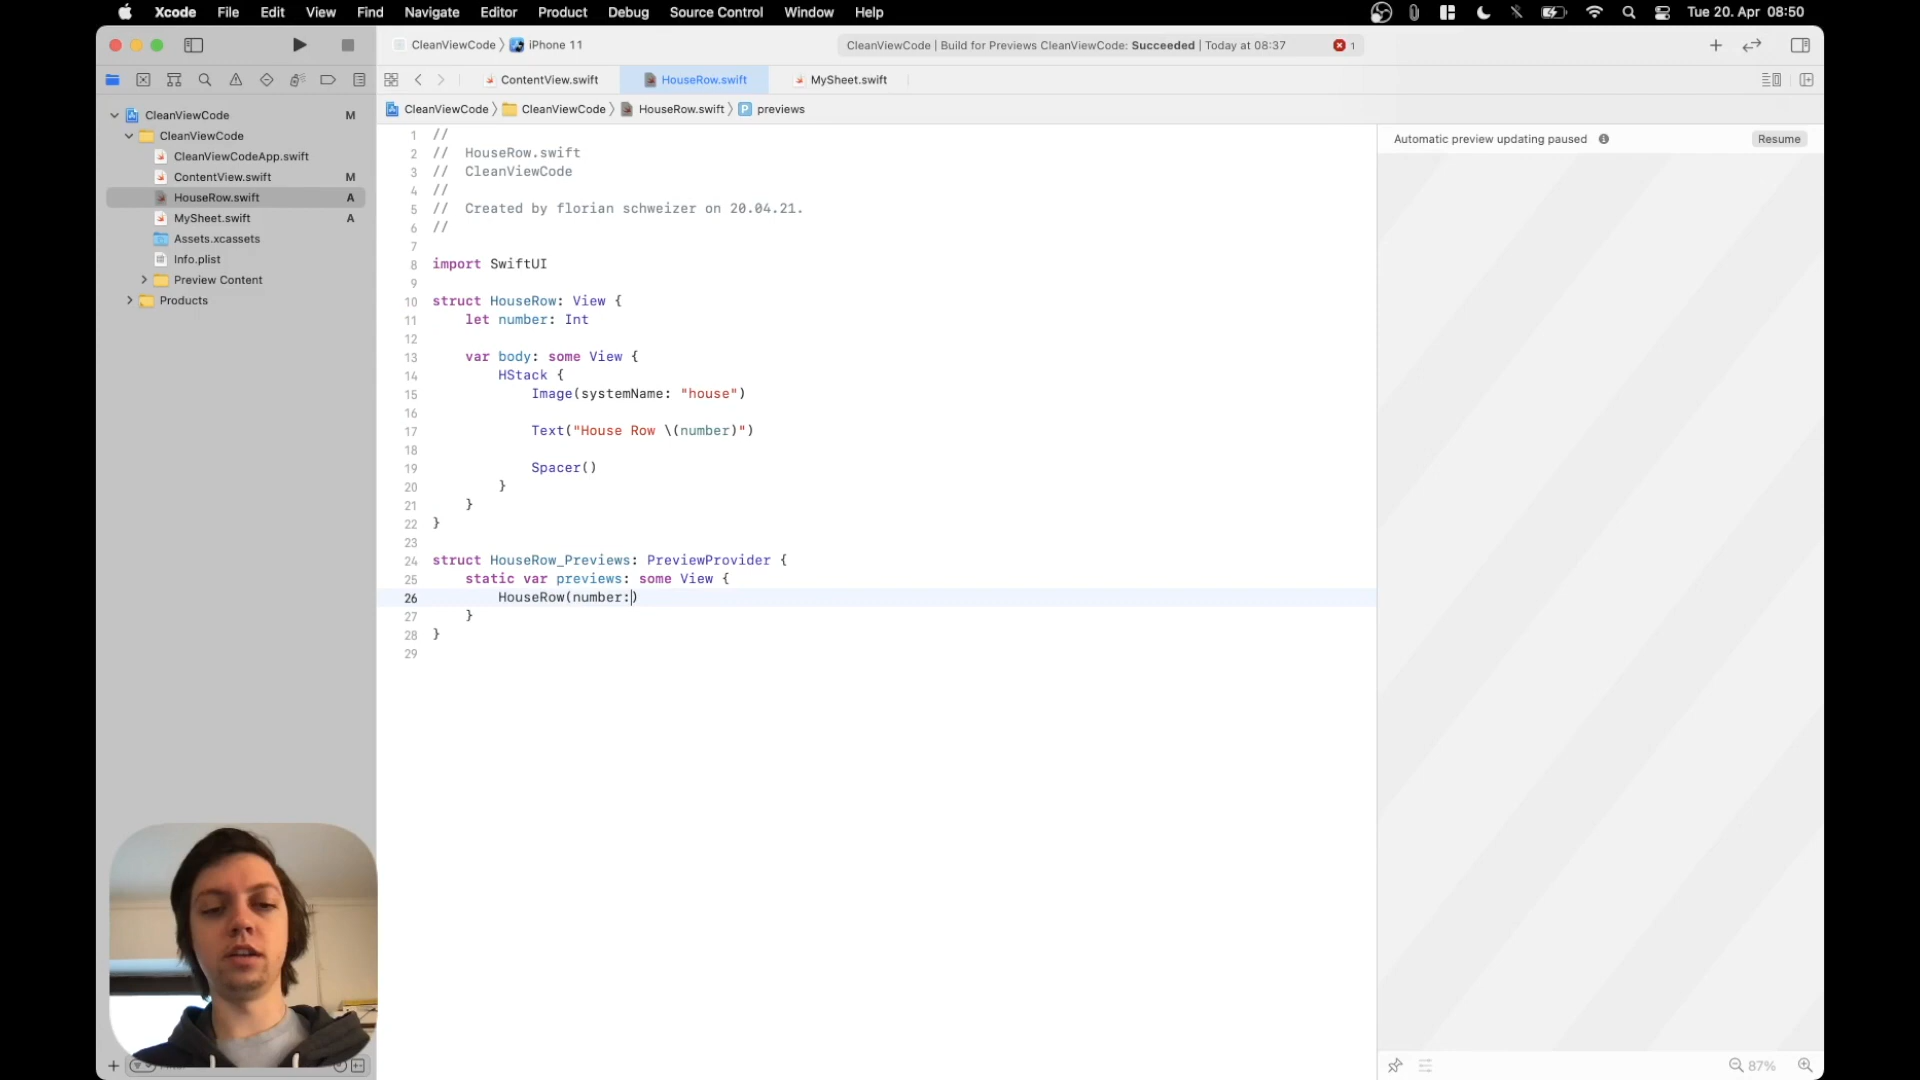 Xcode File Edit View Find Navigate Editor Product Debug Source Control Window Help Tue 20. Apr 08:50
CleanViewCode iPhone 11 CleanViewCode | Build for Previews CleanViewCode: Succeeded | Today at 08:37 1
ContentView.swift HouseRow.swift MySheet.swift
CleanViewCode CleanViewCode HouseRow.swift P previews
CleanViewCode M
CleanViewCode
CleanViewCodeApp.swift
ContentView.swift M
HouseRow.swift A
MySheet.swift A
Assets.xcassets
Info.plist
Preview Content
Products
1 //
2 // HouseRow.swift
3 // CleanViewCode
4 //
5 // Created by florian schweizer on 20.04.21.
6 //
7
8 import SwiftUI
9
10 struct HouseRow: View {
11 let number: Int
12
13 var body: some View {
14 HStack {
15 Image(systemName: "house")
16
17 Text("House Row \(number)")
18
19 Spacer()
20 }
21 }
22 }
23
24 struct HouseRow_Previews: PreviewProvider {
25 static var previews: some View {
26 HouseRow(number:)
27 }
28 }
29
Automatic preview updating paused Resume
87%